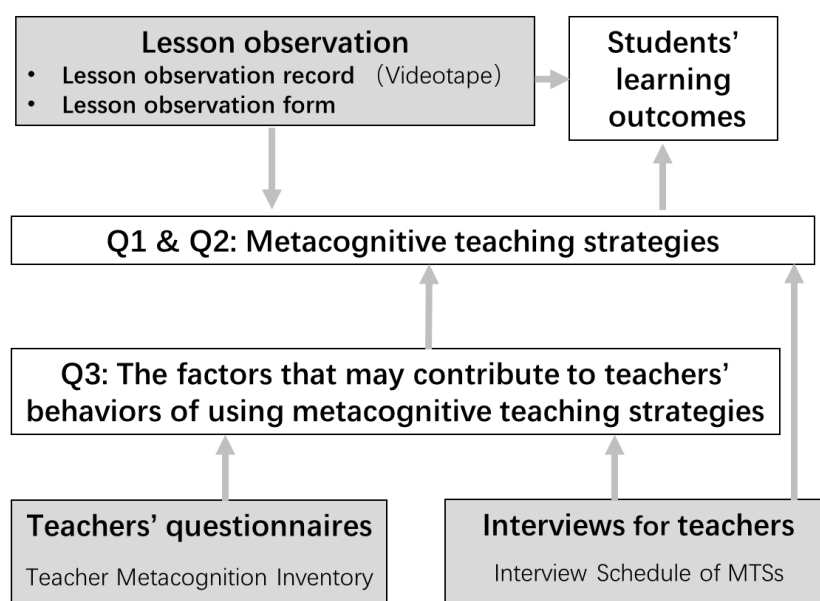 Lesson observation
• Lesson observation record （Videotape）
• Lesson observation form
Students’
learning
outcomes
Q1 & Q2: Metacognitive teaching strategies
Q3: The factors that may contribute to teachers’
behaviors of using metacognitive teaching strategies
Teachers’ questionnaires
Teacher Metacognition Inventory
Interviews for teachers
Interview Schedule of MTSs